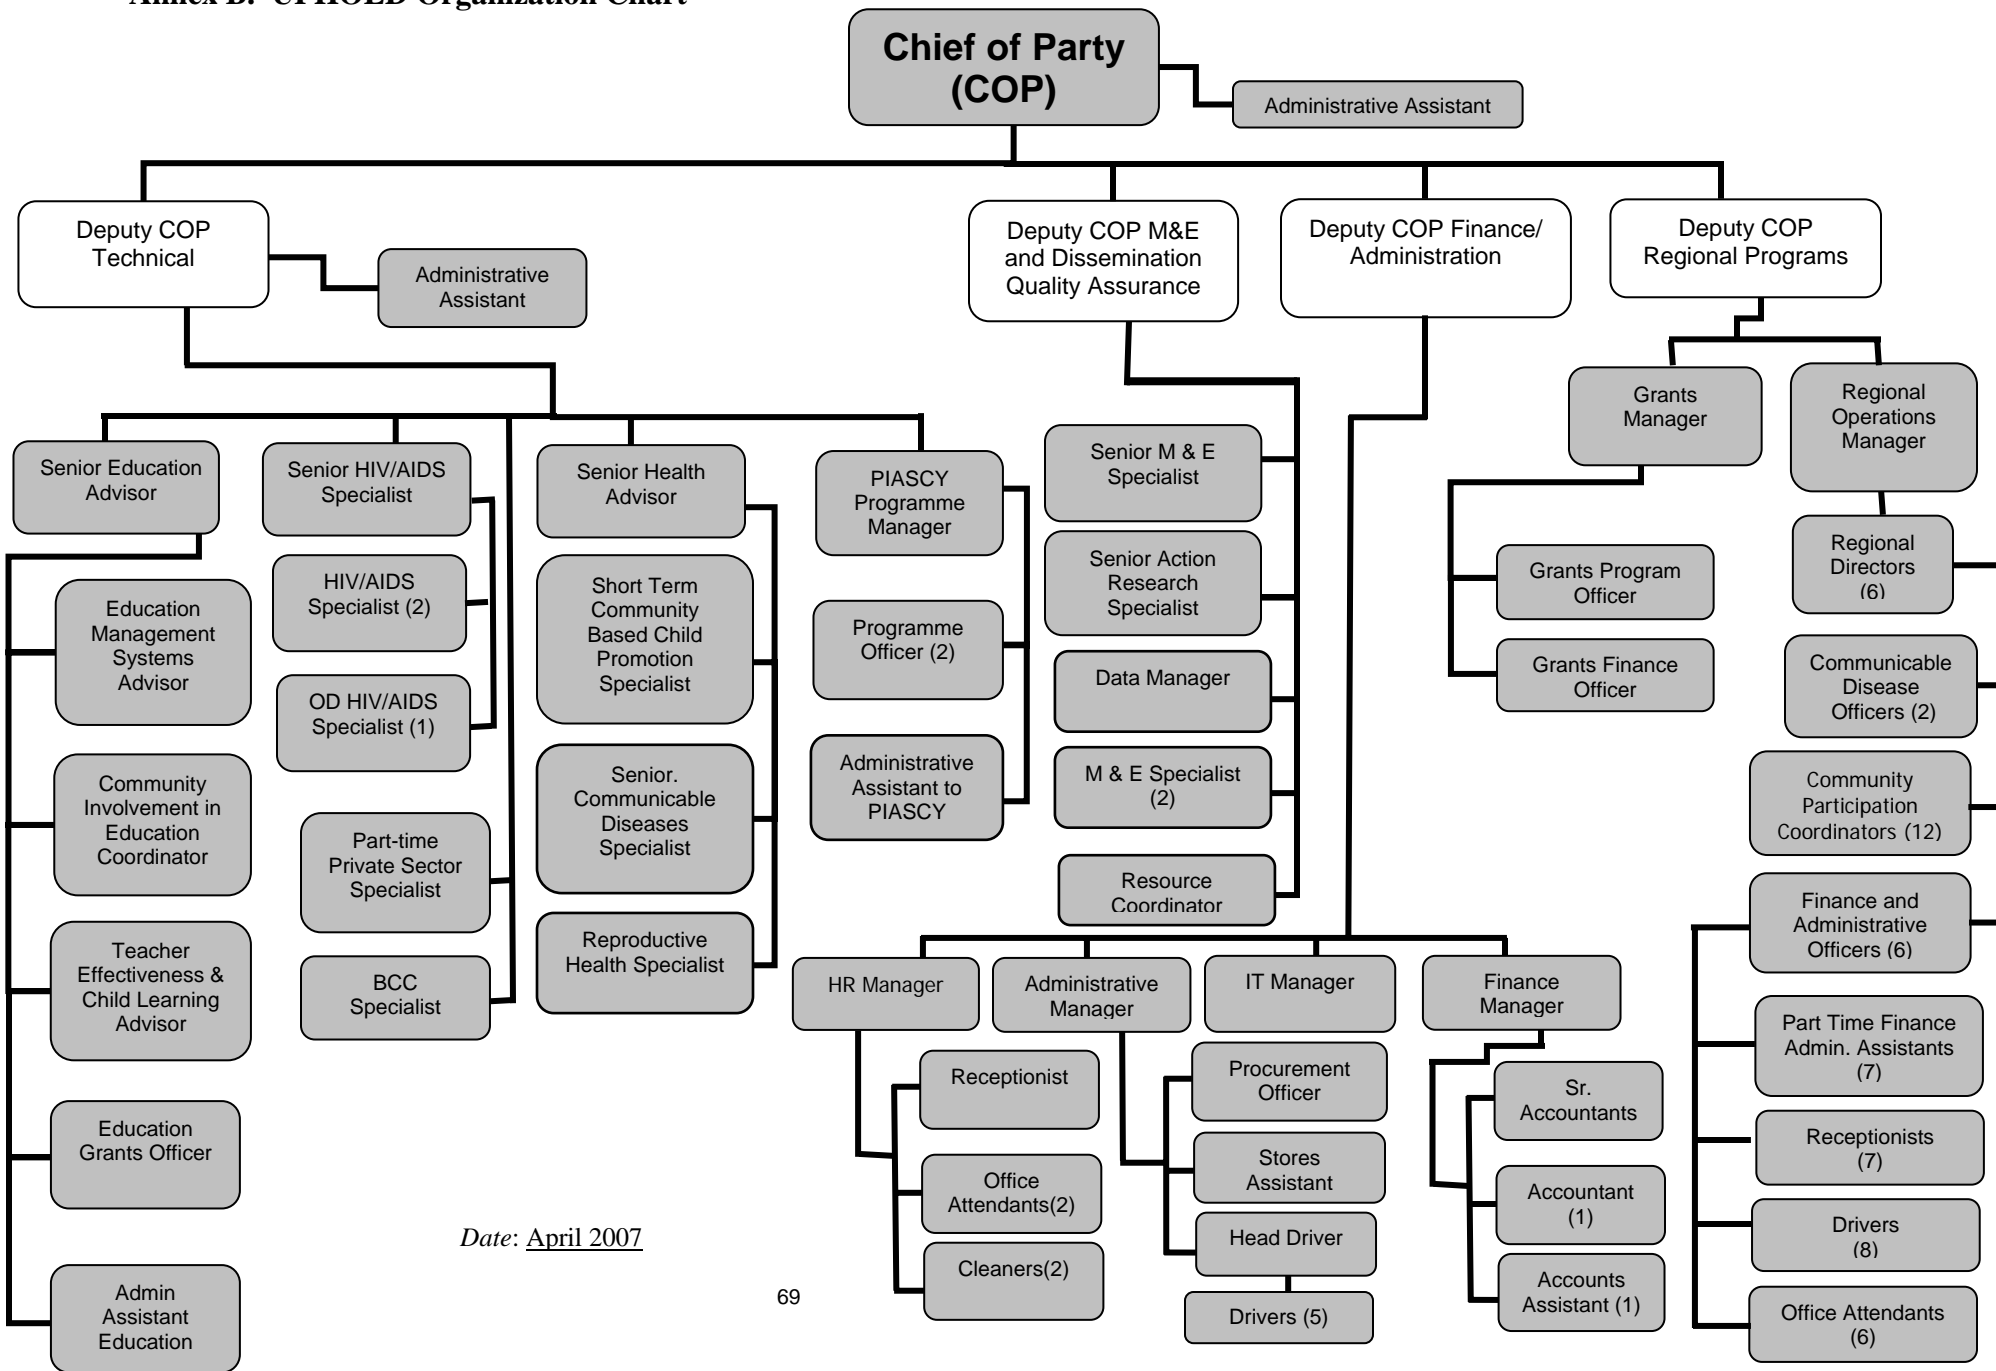 Annex B: UPHOLD Organization Chart
Chief of Party
(COP)
Administrative Assistant
Deputy COP
Technical
Administrative
Assistant
Deputy COP M&E
and Dissemination
Quality Assurance
Deputy COP Finance/
Administration
Deputy COP
Regional Programs
Senior Education
Advisor
Education
Management
Systems
Advisor
Community
Involvement in
Education
Coordinator
Teacher
Effectiveness &
Child Learning
Advisor
Education
Grants Officer
Admin
Assistant
Education
Senior HIV/AIDS
Specialist
HIV/AIDS
Specialist (2)
OD HIV/AIDS
Specialist (1)
Part-time
Private Sector
Specialist
BCC
Specialist
Senior Health
Advisor
Short Term
Community
Based Child
Promotion
Specialist
Senior.
Communicable
Diseases
Specialist
Reproductive
Health Specialist
PIASCY
Programme
Manager
Programme
Officer (2)
Administrative
Assistant to
PIASCY
Senior M & E
Specialist
Senior Action
Research
Specialist
Data Manager
M & E Specialist
(2)
Resource
Coordinator
HR Manager
Receptionist
Office
Attendants(2)
Cleaners(2)
Administrative
Manager
Procurement
Officer
Stores
Assistant
Head Driver
Drivers (5)
IT Manager
Finance
Manager
Sr.
Accountants
Accountant
(1)
Accounts
Assistant (1)
Grants
Manager
Grants Program
Officer
Grants Finance
Officer
Regional
Operations
Manager
Regional
Directors
(6)
Communicable
Disease
Officers (2)
Community
Participation
Coordinators (12)
Finance and
Administrative
Officers (6)
Part Time Finance
Admin. Assistants
(7)
Receptionists
(7)
Drivers
(8)
Office Attendants
(6)
Date: April 2007
69